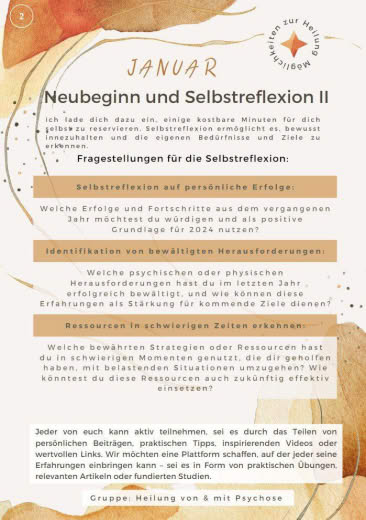 2
Möglichkeiten zur Heilung
JANUAR
Neubeginn und Selbstreflexion II
Ich lade dich dazu ein, einige kostbare Minuten für dich
selbst zu reservieren. Selbstreflexion ermöglicht es, bewusst
innezuhalten und die eigenen Bedürfnisse und Ziele zu
erkennen.
Fragestellungen für die Selbstreflexion:
Selbstreflexion auf persönliche Erfolge:
Welche Erfolge und Fortschritte aus dem vergangenen
Jahr möchtest du würdigen und als positive
Grundlage für 2024 nutzen?
Identifikation von bewältigten Herausforderungen:
Welche psychischen oder physischen
Herausforderungen hast du im letzten Jahr
erfolgreich bewältigt, und wie können diese
Erfahrungen als Stärkung für kommende Ziele dienen?
Ressourcen in schwierigen Zeiten erkennen:
Welche bewährten Strategien oder Ressourcen hast
du in schwierigen Momenten genutzt, die dir geholfen
haben, mit belastenden Situationen umzugehen? Wie
könntest du diese Ressourcen auch zukünftig effektiv
einsetzen?
Jeder von euch kann aktiv teilnehmen, sei es durch das Teilen von
persönlichen Beiträgen, praktischen Tipps, inspirierenden Videos oder
wertvollen Links. Wir möchten eine Plattform schaffen, auf der jeder seine
Erfahrungen einbringen kann – sei es in Form von praktischen Übungen,
relevanten Artikeln oder fundierten Studien.
Gruppe: Heilung von & mit Psychose